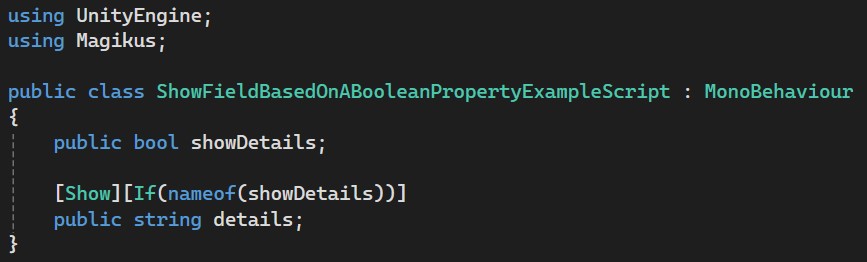 using UnityEngine;
using Magikus;
public class ShowFieldBasedOnABooleanPropertyExampleScript : MonoBehaviour
{
public bool showDetails;
[Show][If(nameof(showDetails))]
public string details;
}